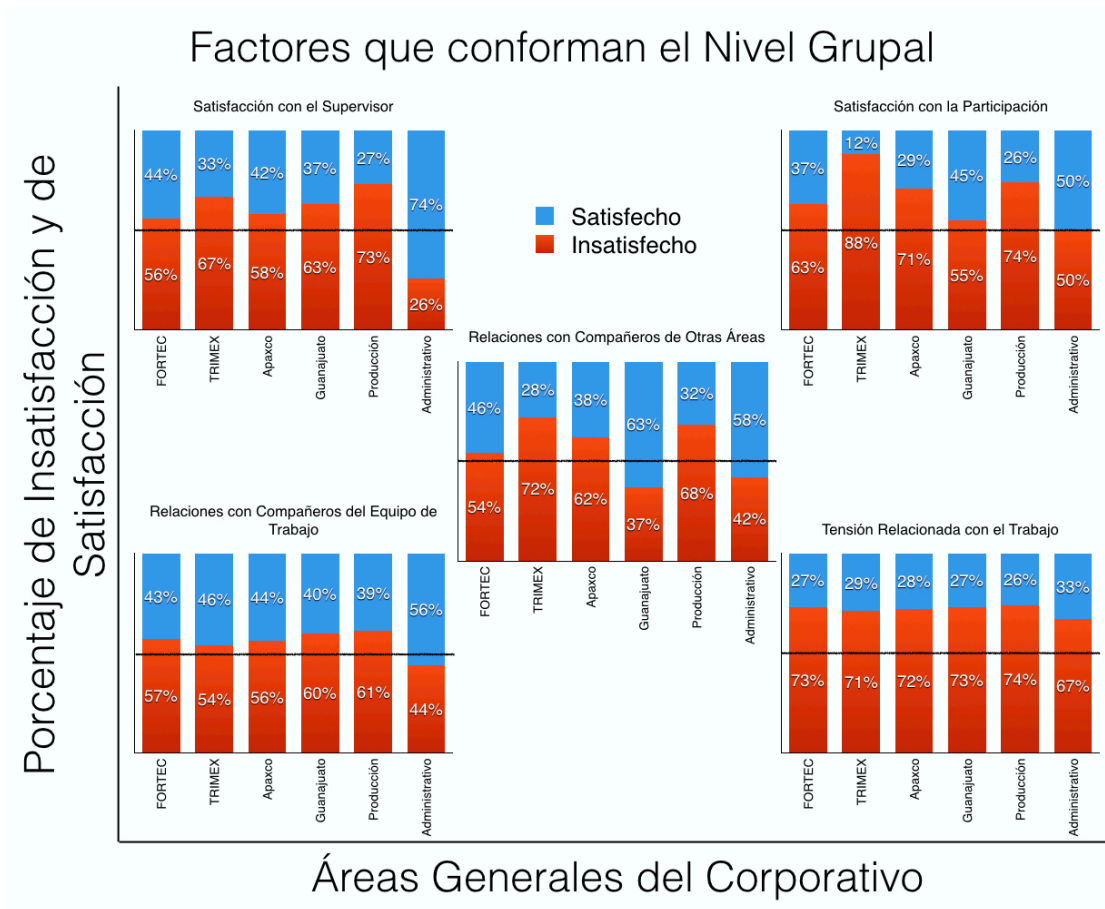 Factores que conforman el Nivel Grupal
Porcentaje de Insatisfacción y de
Satisfacción
Satisfacción con el Supervisor
44%
33%
42%
37%
27%
74%
56%
67%
58%
63%
73%
26%
FORTEC
TRIMEX
Apaxco
Guanajuato
Producción
Administrativo
Satisfecho
Insatisfecho
Satisfacción con la Participación
37%
12%
29%
45%
26%
50%
63%
88%
71%
55%
74%
50%
FORTEC
TRIMEX
Apaxco
Guanajuato
Producción
Administrativo
Relaciones con Compañeros de Otras Áreas
46%
28%
38%
63%
32%
58%
54%
72%
62%
37%
68%
42%
FORTEC
TRIMEX
Apaxco
Guanajuato
Producción
Administrativo
Relaciones con Compañeros del Equipo de
Trabajo
43%
46%
44%
40%
39%
56%
57%
54%
56%
60%
61%
44%
FORTEC
TRIMEX
Apaxco
Guanajuato
Producción
Administrativo
Tensión Relacionada con el Trabajo
27%
29%
28%
27%
26%
33%
73%
71%
72%
73%
74%
67%
FORTEC
TRIMEX
Apaxco
Guanajuato
Producción
Administrativo
Áreas Generales del Corporativo